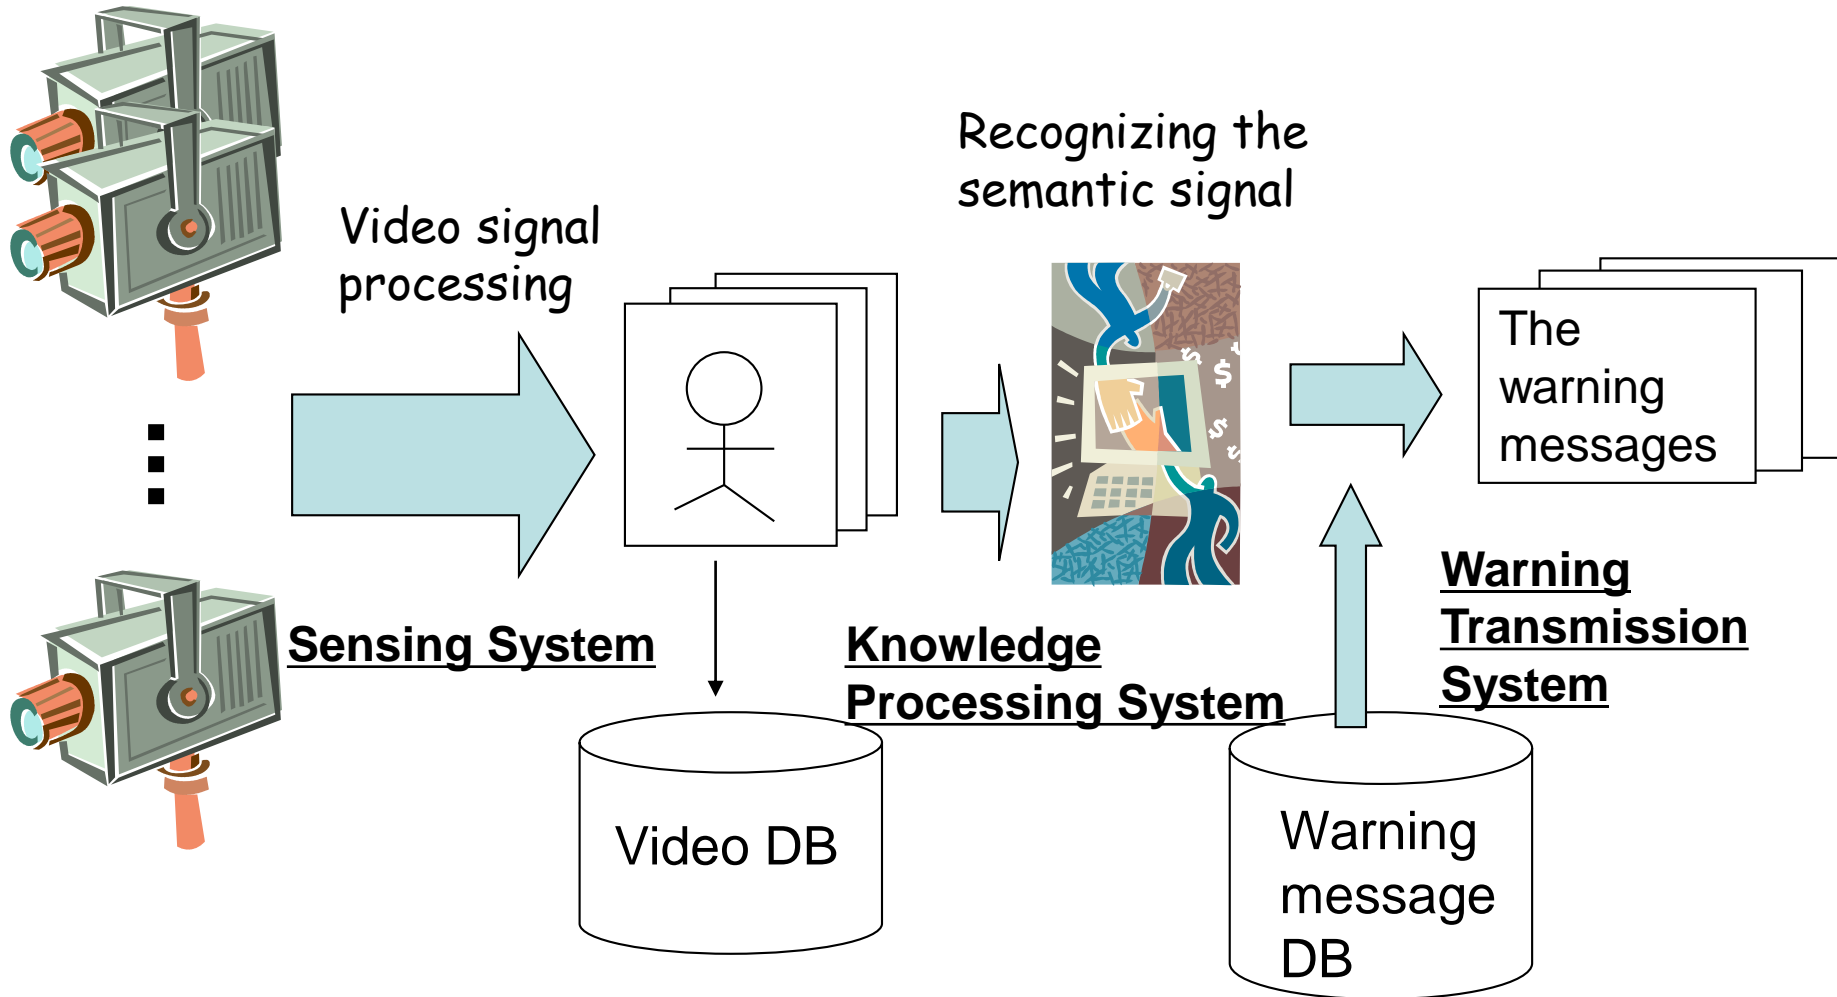 Video signal
processing
Recognizing the
semantic signal
The
warning
messages
Sensing System
Knowledge
Processing System
Warning
Transmission
System
Video DB
Warning
message
DB